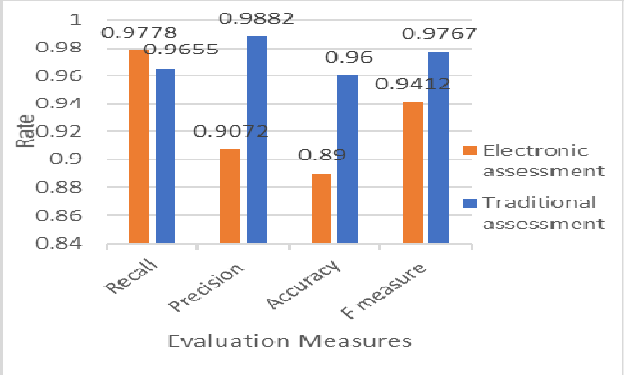 1
0.98
0.96
0.94
0.92
0.9
0.88
0.86
0.84
Rate
0.9778
0.9655
0.9072
0.9882
0.89
0.96
0.9412
0.9767
Recall
Precision
Accuracy
F measure
Evaluation Measures
Electronic
assessment
Traditional
assessment